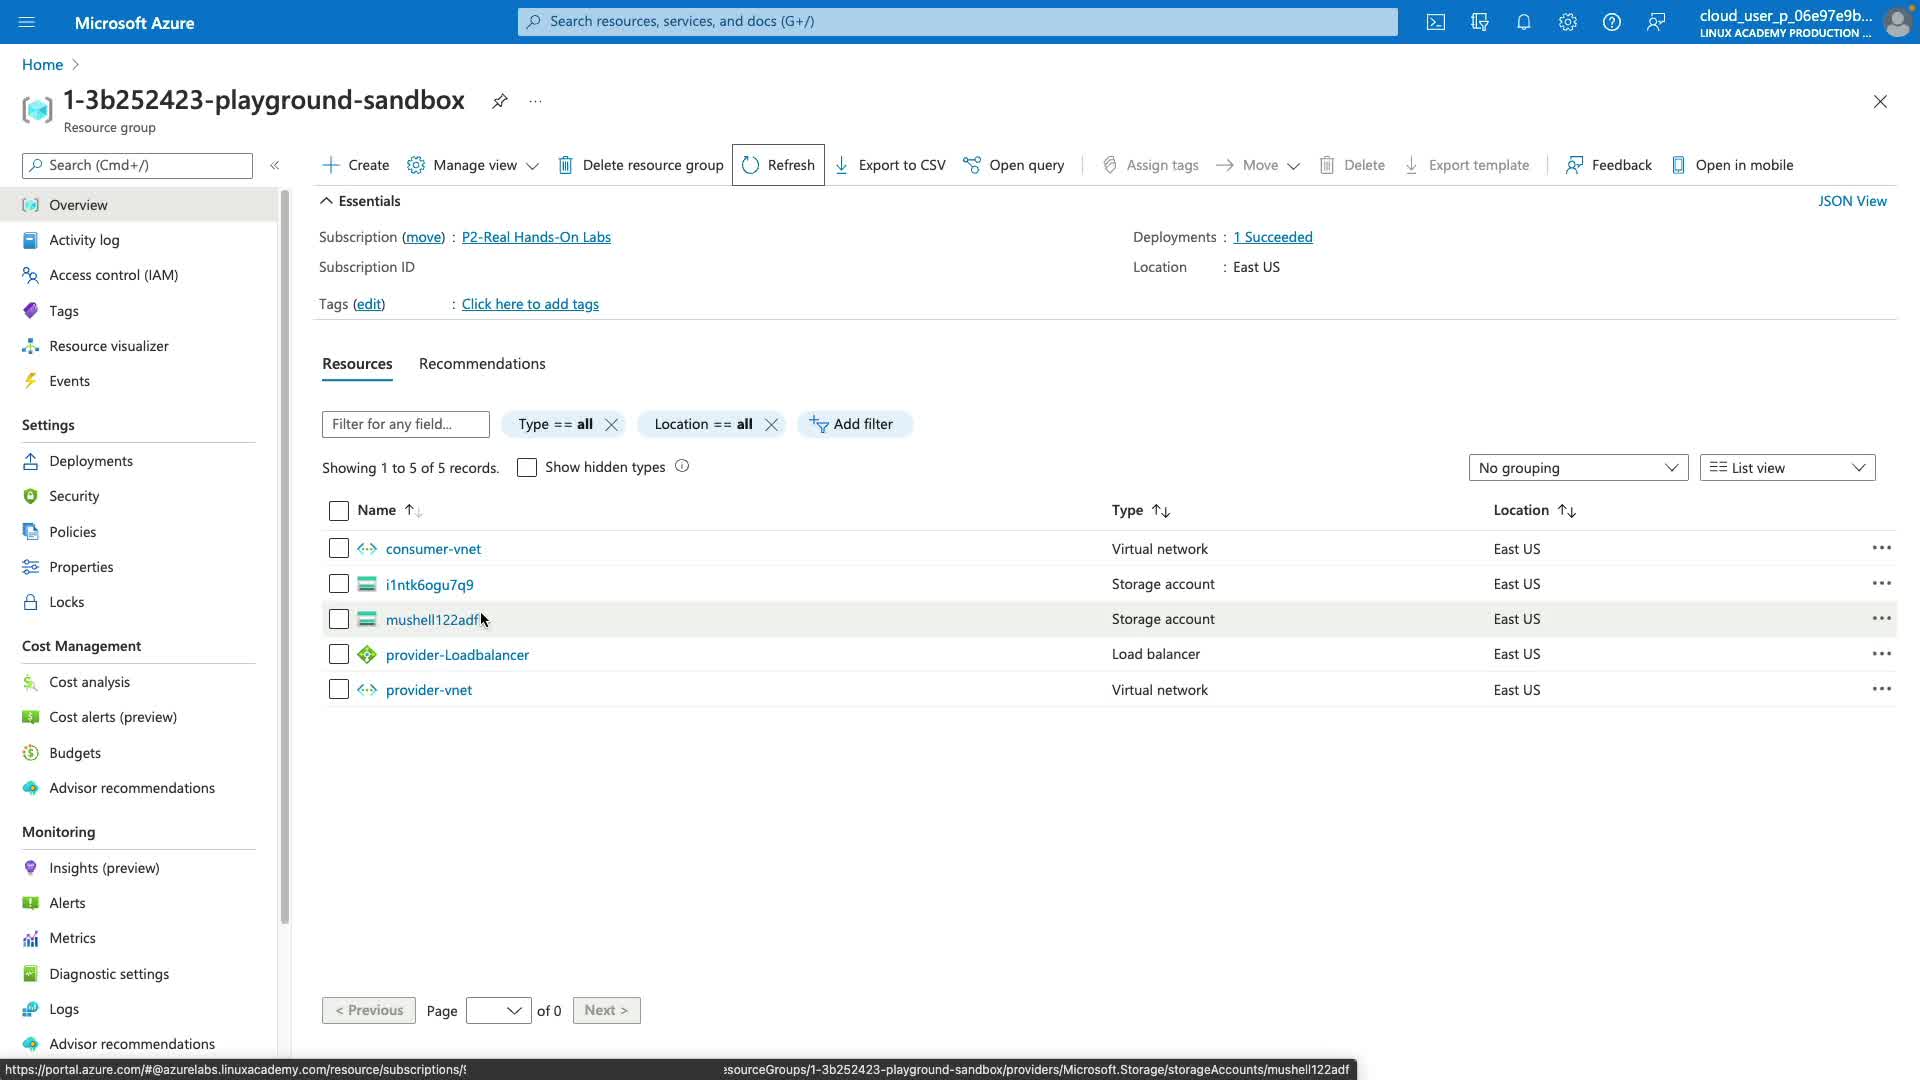 Microsoft Azure
Search resources, services, and docs (G+/)
cloud_user_p_06e97e9b...
LINUX ACADEMY PRODUCTION ...
Home
1-3b252423-playground-sandbox
...
Resource group
Search (Cmd+/)
«
Create
Manage view
Delete resource group
Refresh
Export to CSV
Open query
Assign tags
Move
Delete
Export template
Feedback
Open in mobile
Overview
Activity log
Access control (IAM)
Tags
Resource visualizer
Events
Settings
Deployments
Security
Policies
Properties
Locks
Cost Management
Cost analysis
Cost alerts (preview)
Budgets
Advisor recommendations
Monitoring
Insights (preview)
Alerts
Metrics
Diagnostic settings
Logs
Advisor recommendations
Essentials
JSON View
Subscription (move) : P2-Real Hands-On Labs
Deployments : 1 Succeeded
Subscription ID
Location : East US
Tags (edit) : Click here to add tags
Resources
Recommendations
Filter for any field...
Type == all
Location == all
Add filter
Showing 1 to 5 of 5 records.
Show hidden types
No grouping
List view
Name
Type
Location
consumer-vnet Virtual network East US
i1ntk6ogu7q9 Storage account East US
mushell122adf Storage account East US
provider-Loadbalancer Load balancer East US
provider-vnet Virtual network East US
< Previous
Page
of 0
Next >
https://portal.azure.com/#@azurelabs.linuxacademy.com/resource/subscriptions/
sourceGroups/1-3b252423-playground-sandbox/providers/Microsoft.Storage/storageAccounts/mushell122adf